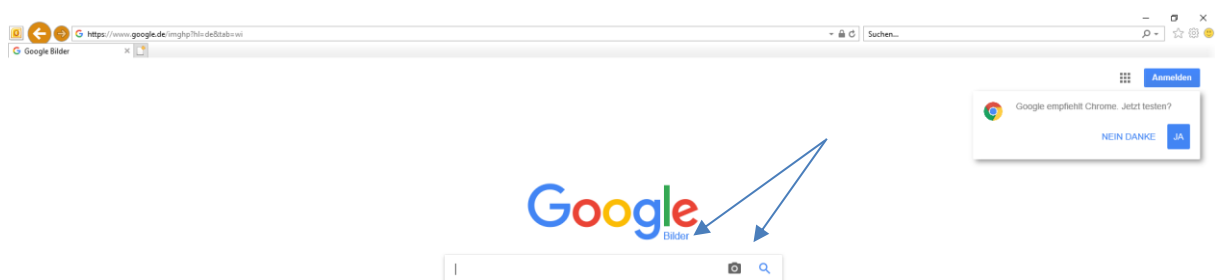 https://www.google.de/imghp?hl=de&tab=wi
Suchen...
Google Bilder
Anmelden
Google empfiehlt Chrome. Jetzt testen?
NEIN DANKE
JA
Google
Bilder